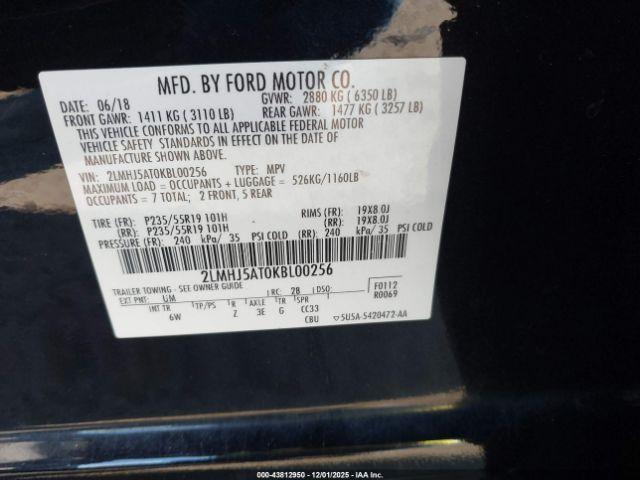 MFD. BY FORD MOTOR CO.
DATE: 06/18 GVWR: 2880 KG ( 6350 LB)
FRONT GAWR: 1411 KG ( 3110 LB) REAR GAWR: 1477 KG ( 3257 LB)
THIS VEHICLE CONFORMS TO ALL APPLICABLE FEDERAL MOTOR
VEHICLE SAFETY STANDARDS IN EFFECT ON THE DATE OF
MANUFACTURE SHOWN ABOVE.
VIN: 2LMHJ5AT0KBL00256 TYPE: MPV
MAXIMUM LOAD = OCCUPANTS + LUGGAGE = 526KG/1160LB
OCCUPANTS = 7 TOTAL; 2 FRONT, 5 REAR
TIRE (FR): P235/55R19 101H RIMS (FR): 19X8.0J
(RR): P235/55R19 101H (RR): 19X8.0J
PRESSURE (FR): 240 kPa/ 35 PSI COLD (RR): 240 kPa/ 35 PSI COLD
2LMHJ5AT0KBL00256
TRAILER TOWING - SEE OWNER GUIDE
EXT PNT: UM RC: 28 DSO: F0112
R0069
INT TR TP/PS R AXLE TR SPR
6W Z 3E G CC33
CBU ▽5U5A-5420472-AA
000-43812950 - 12/01/2025 - IAA, Inc.